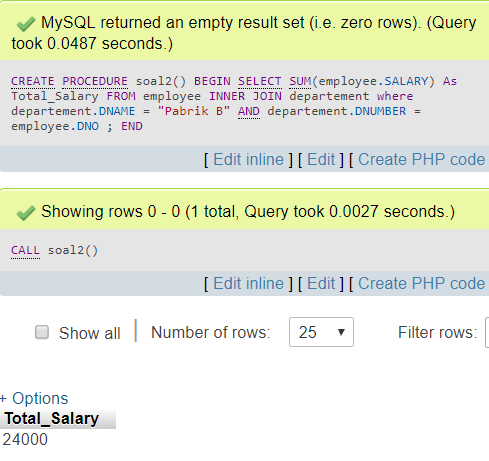 MySQL returned an empty result set (i.e. zero rows). (Query
took 0.0487 seconds.)
CREATE PROCEDURE soal2() BEGIN SELECT SUM(employee.SALARY) As
Total_Salary FROM employee INNER JOIN departement where
departement.DNAME = "Pabrik B" AND departement.DNUMBER =
employee.DNO ; END
[ Edit inline ] [ Edit ] [ Create PHP code
Showing rows 0 - 0 (1 total, Query took 0.0027 seconds.)
CALL soal2()
[ Edit inline ] [ Edit ] [ Create PHP code
Show all | Number of rows: 25 Filter rows:
+ Options
Total_Salary
24000